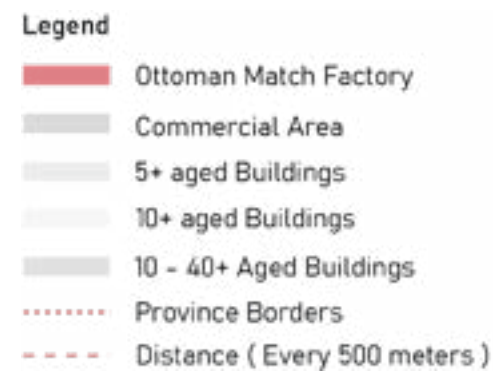 Legend
Ottoman Match Factory
Commercial Area
5+ aged Buildings
10+ aged Buildings
10 - 40+ Aged Buildings
Province Borders
Distance ( Every 500 meters )